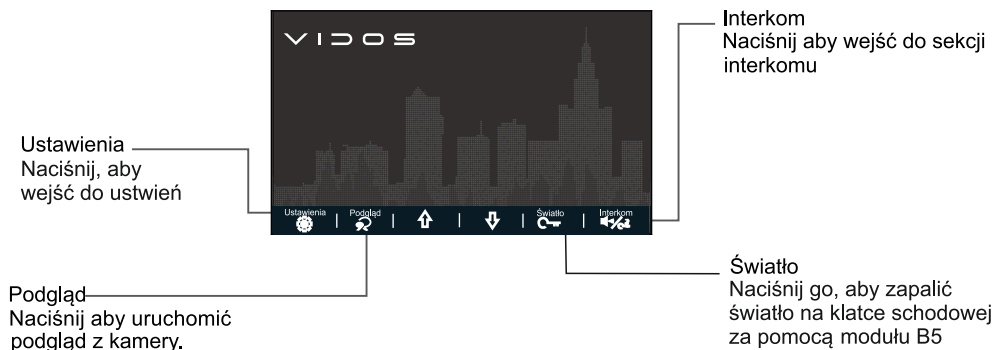 VIDOS
Interkom
Naciśnij aby wejść do sekcji
interkomu
Ustawienia
Naciśnij, aby
wejść do ustwień
Ustawienia
Podgląd
Światło
Interkom
Podgląd
Naciśnij aby uruchomić
podgląd z kamery.
Światło
Naciśnij go, aby zapalić
światło na klatce schodowej
za pomocą modułu B5